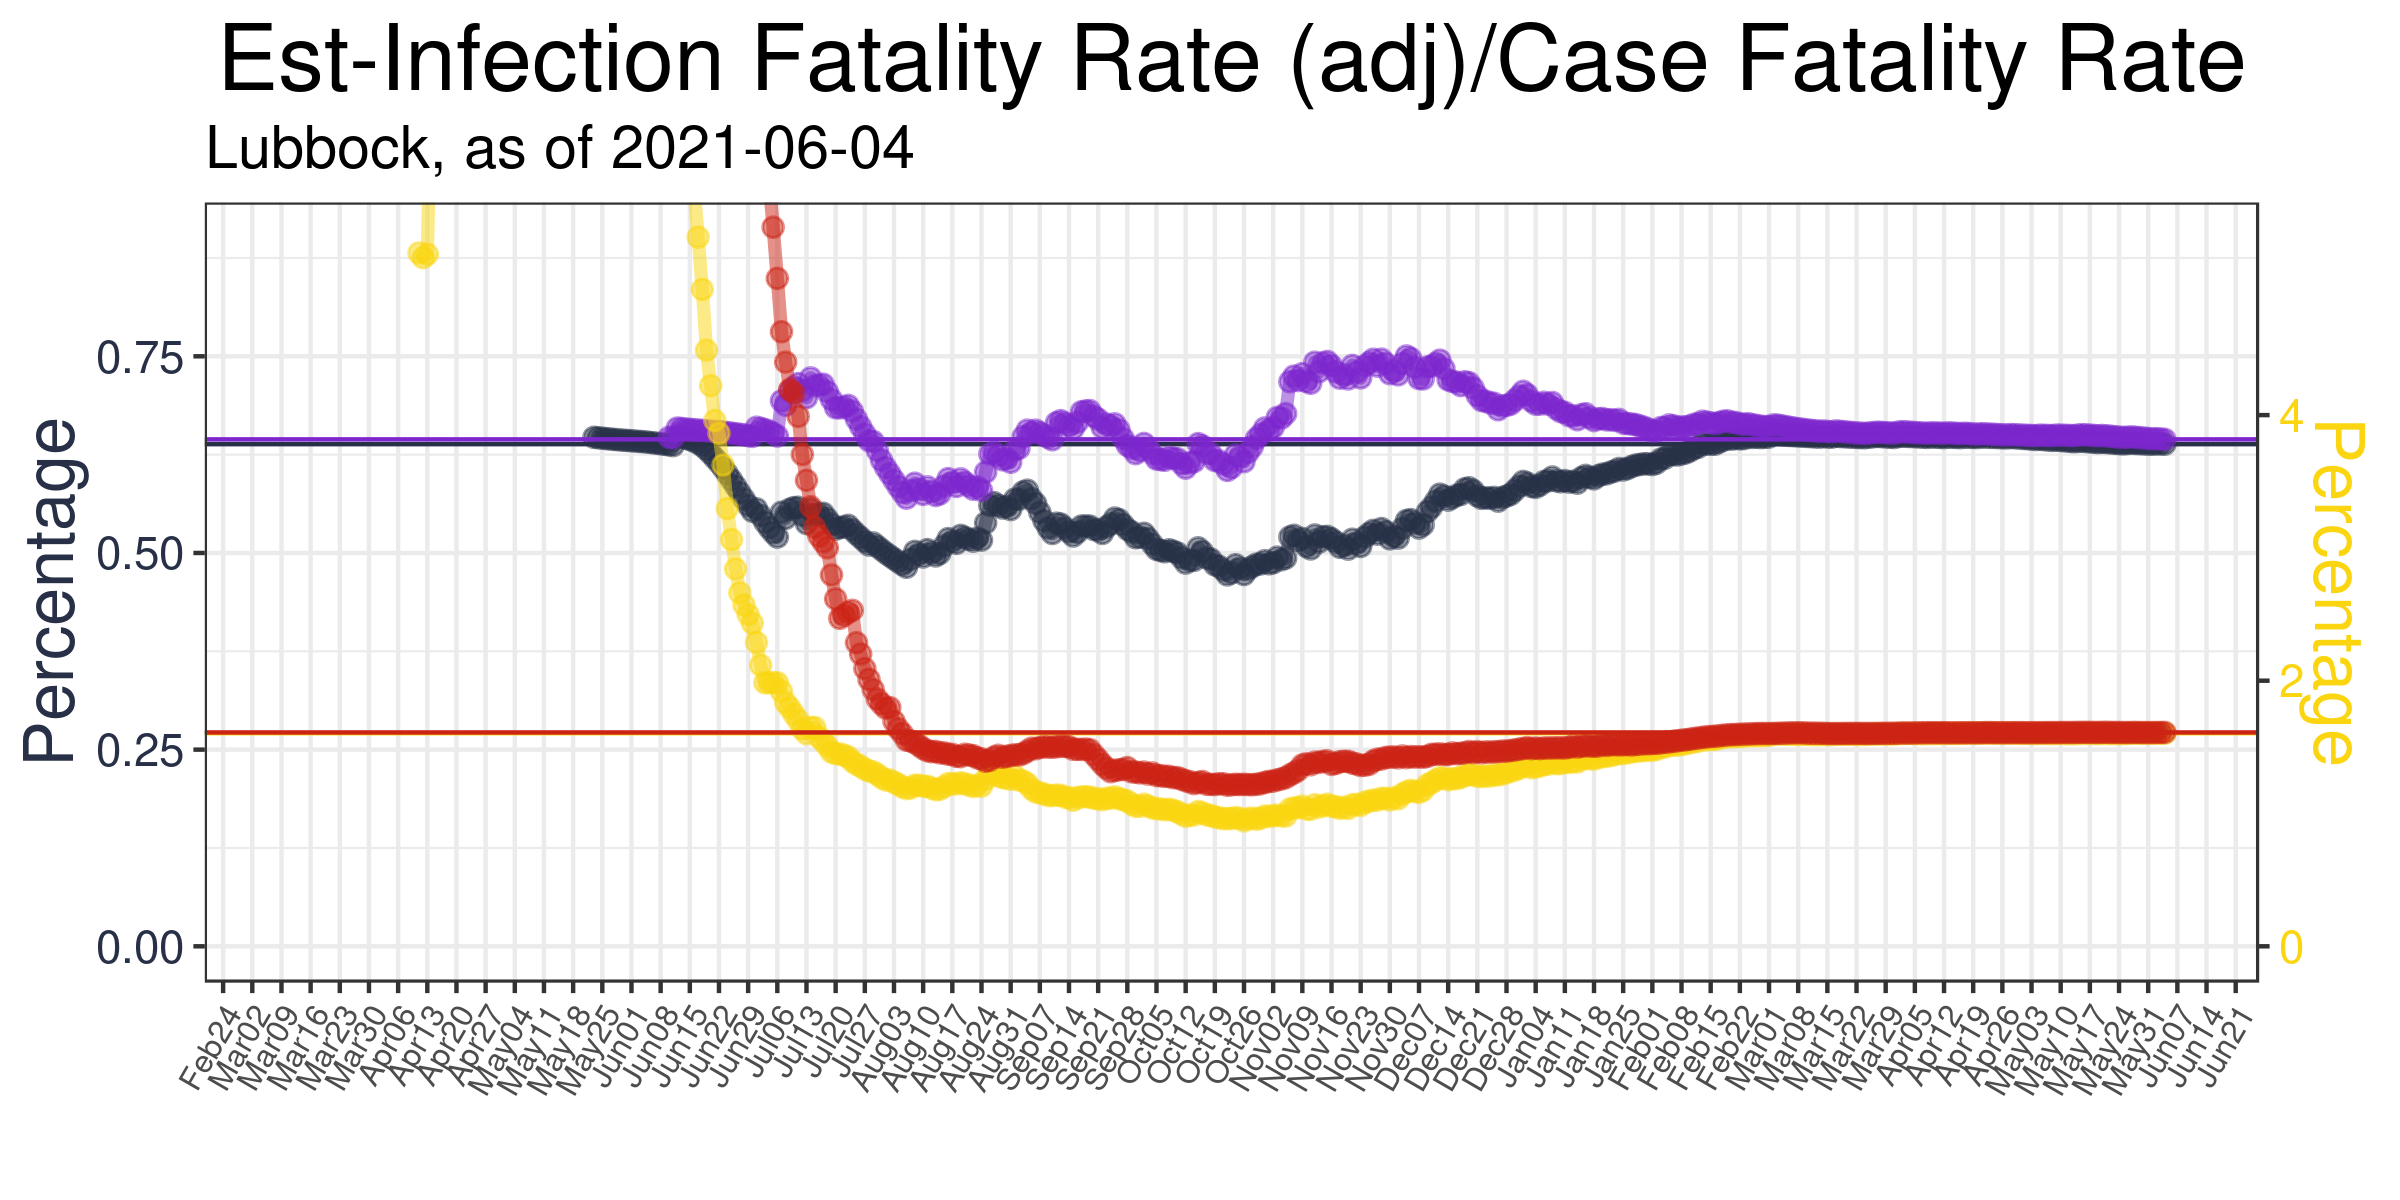 Est-Infection Fatality Rate (adj)/Case Fatality Rate
Lubbock, as of 2021-06-04
Percentage
0.75
0.50
0.25
0.00
4
2
0
Percentage
Feb24
Mar02
Mar09
Mar16
Mar23
Mar30
Apr06
Apr13
Apr20
Apr27
May04
May11
May18
May25
Jun01
Jun08
Jun15
Jun22
Jun29
Jul06
Jul13
Jul20
Jul27
Aug03
Aug10
Aug17
Aug24
Aug31
Sep07
Sep14
Sep21
Sep28
Oct05
Oct12
Oct19
Oct26
Nov02
Nov09
Nov16
Nov23
Nov30
Dec07
Dec14
Dec21
Dec28
Jan04
Jan11
Jan18
Jan25
Feb01
Feb08
Feb15
Feb22
Mar01
Mar08
Mar15
Mar22
Mar29
Apr05
Apr12
Apr19
Apr26
May03
May10
May17
May24
May31
Jun07
Jun14
Jun21